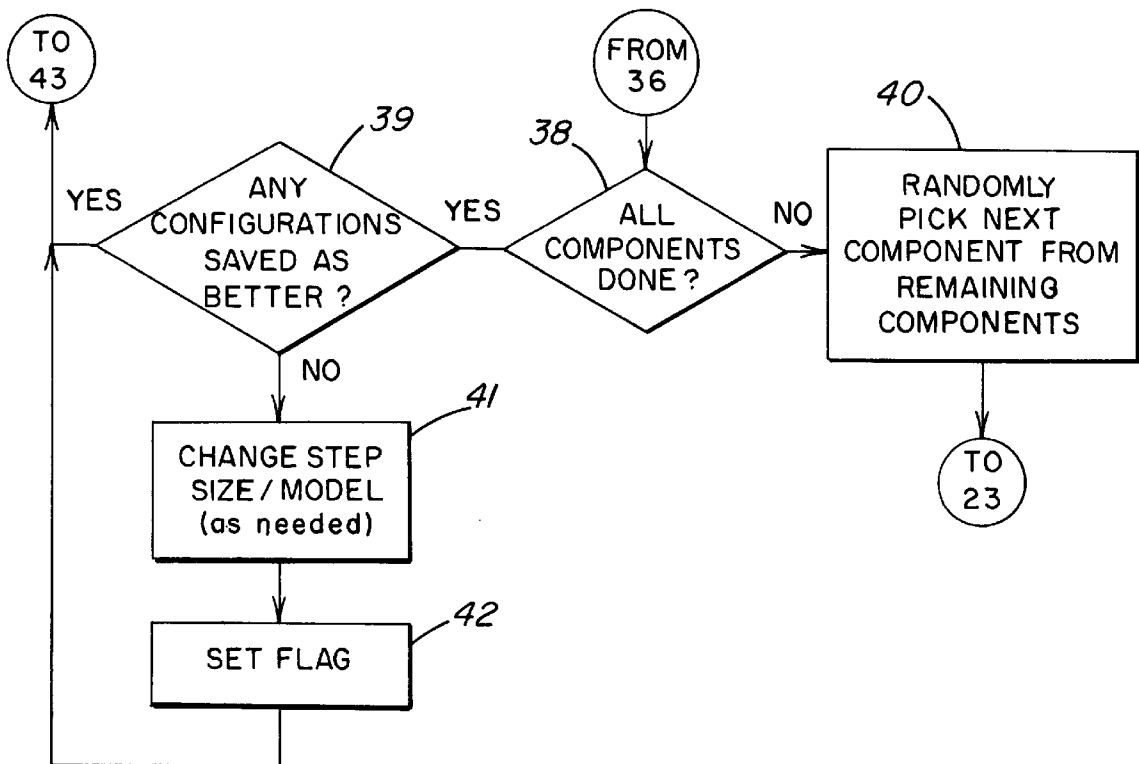 TO
43
FROM
36
39
38
40
YES
ANY
CONFIGURATIONS
SAVED AS
BETTER ?
YES
ALL
COMPONENTS
DONE ?
NO
RANDOMLY
PICK NEXT
COMPONENT FROM
REMAINING
COMPONENTS
NO
41
CHANGE STEP
SIZE / MODEL
(as needed)
TO
23
42
SET FLAG